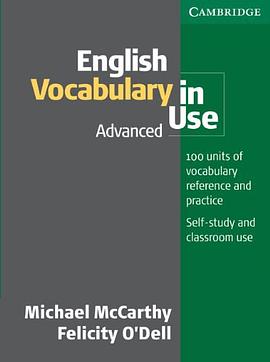 CAMBRIDGE
English
Vocabulary in
Advanced Use
100 units of
vocabulary
reference and
practice
Self-study and
classroom use
Michael McCarthy
Felicity O'Dell